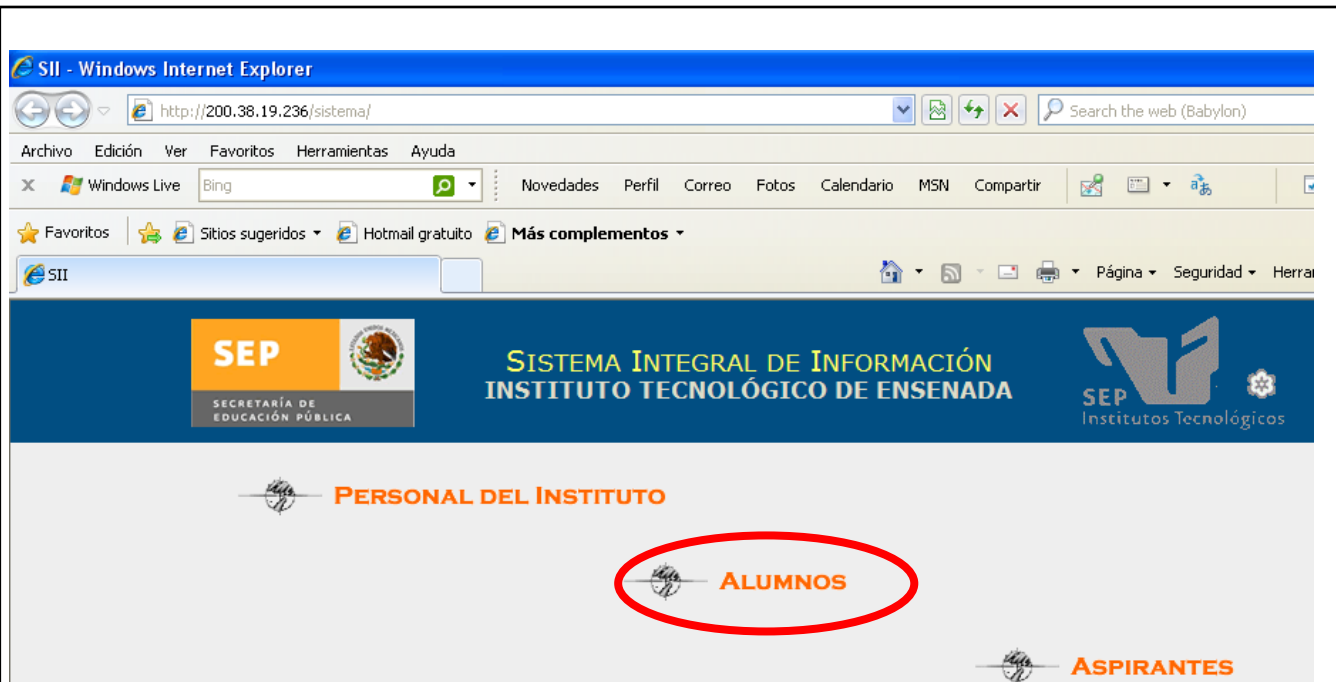 SII - Windows Internet Explorer
http://200.38.19.236/sistema/
Search the web (Babylon)
Archivo Edición Ver Favoritos Herramientas Ayuda
x Windows Live Bing Novedades Perfil Correo Fotos Calendario MSN Compartir
Favoritos Sitios sugeridos Hotmail gratuito Más complementos
SII Página Seguridad Herrar
SEP
SECRETARÍA DE
EDUCACIÓN PÚBLICA
SISTEMA INTEGRAL DE INFORMACIÓN
INSTITUTO TECNOLÓGICO DE ENSENADA
SEP
Institutos Tecnológicos
PERSONAL DEL INSTITUTO
ALUMNOS
ASPIRANTES